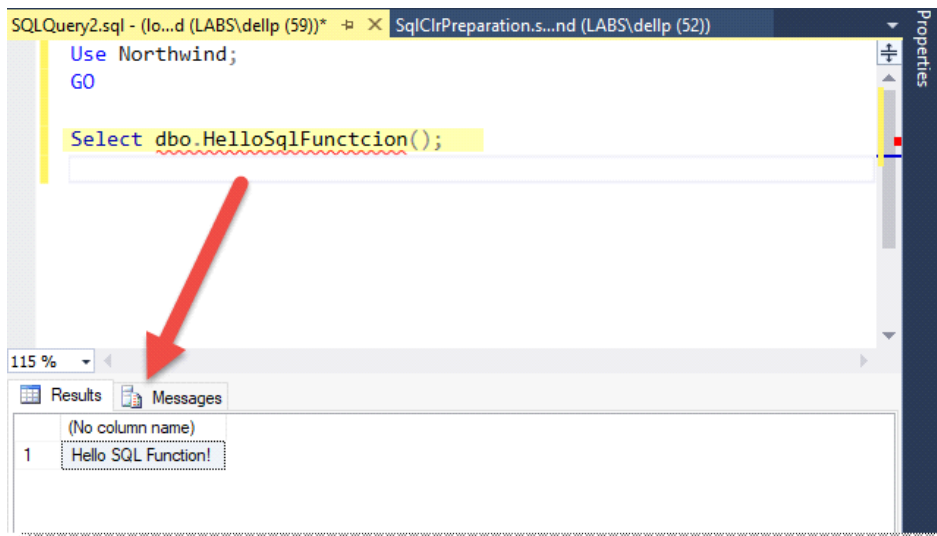 SQLQuery2.sql - (lo...d (LABS\dellp (59))* SqlClrPreparation.s...nd (LABS\dellp (52))
Properties
Use Northwind;
GO
Select dbo.HelloSqlFunctcion();
115 %
Results Messages
(No column name)
1 Hello SQL Function!